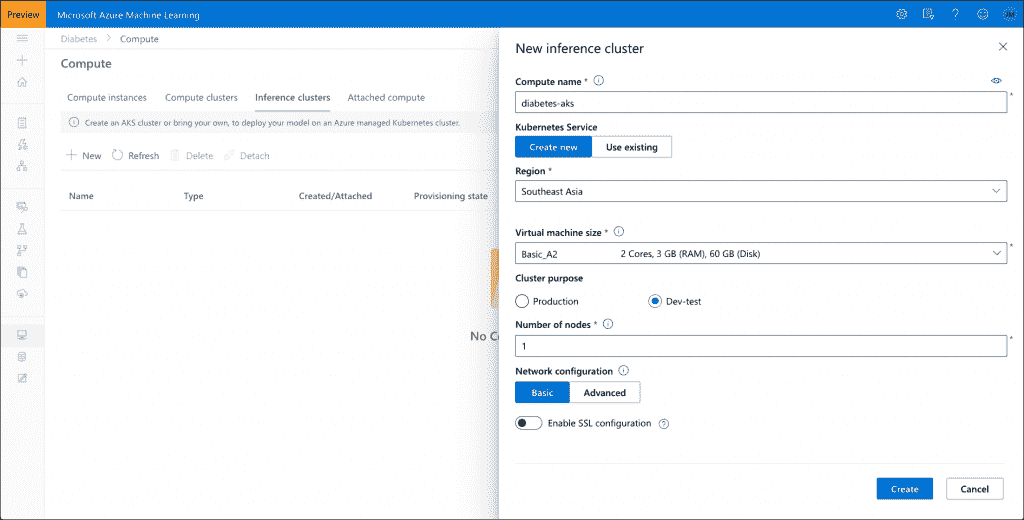 Preview
Microsoft Azure Machine Learning
Diabetes > Compute
Compute
Compute instances Compute clusters Inference clusters Attached compute
Create an AKS cluster or bring your own, to deploy your model on an Azure managed Kubernetes cluster.
New Refresh Delete Detach
Name Type Created/Attached Provisioning state
No C
New inference cluster
Compute name *
diabetes-aks *
Kubernetes Service
Create new Use existing
Region *
Southeast Asia
Virtual machine size *
Basic_A2 2 Cores, 3 GB (RAM), 60 GB (Disk) *
Cluster purpose
Production Dev-test
Number of nodes *
1 *
Network configuration
Basic Advanced
Enable SSL configuration
Create Cancel